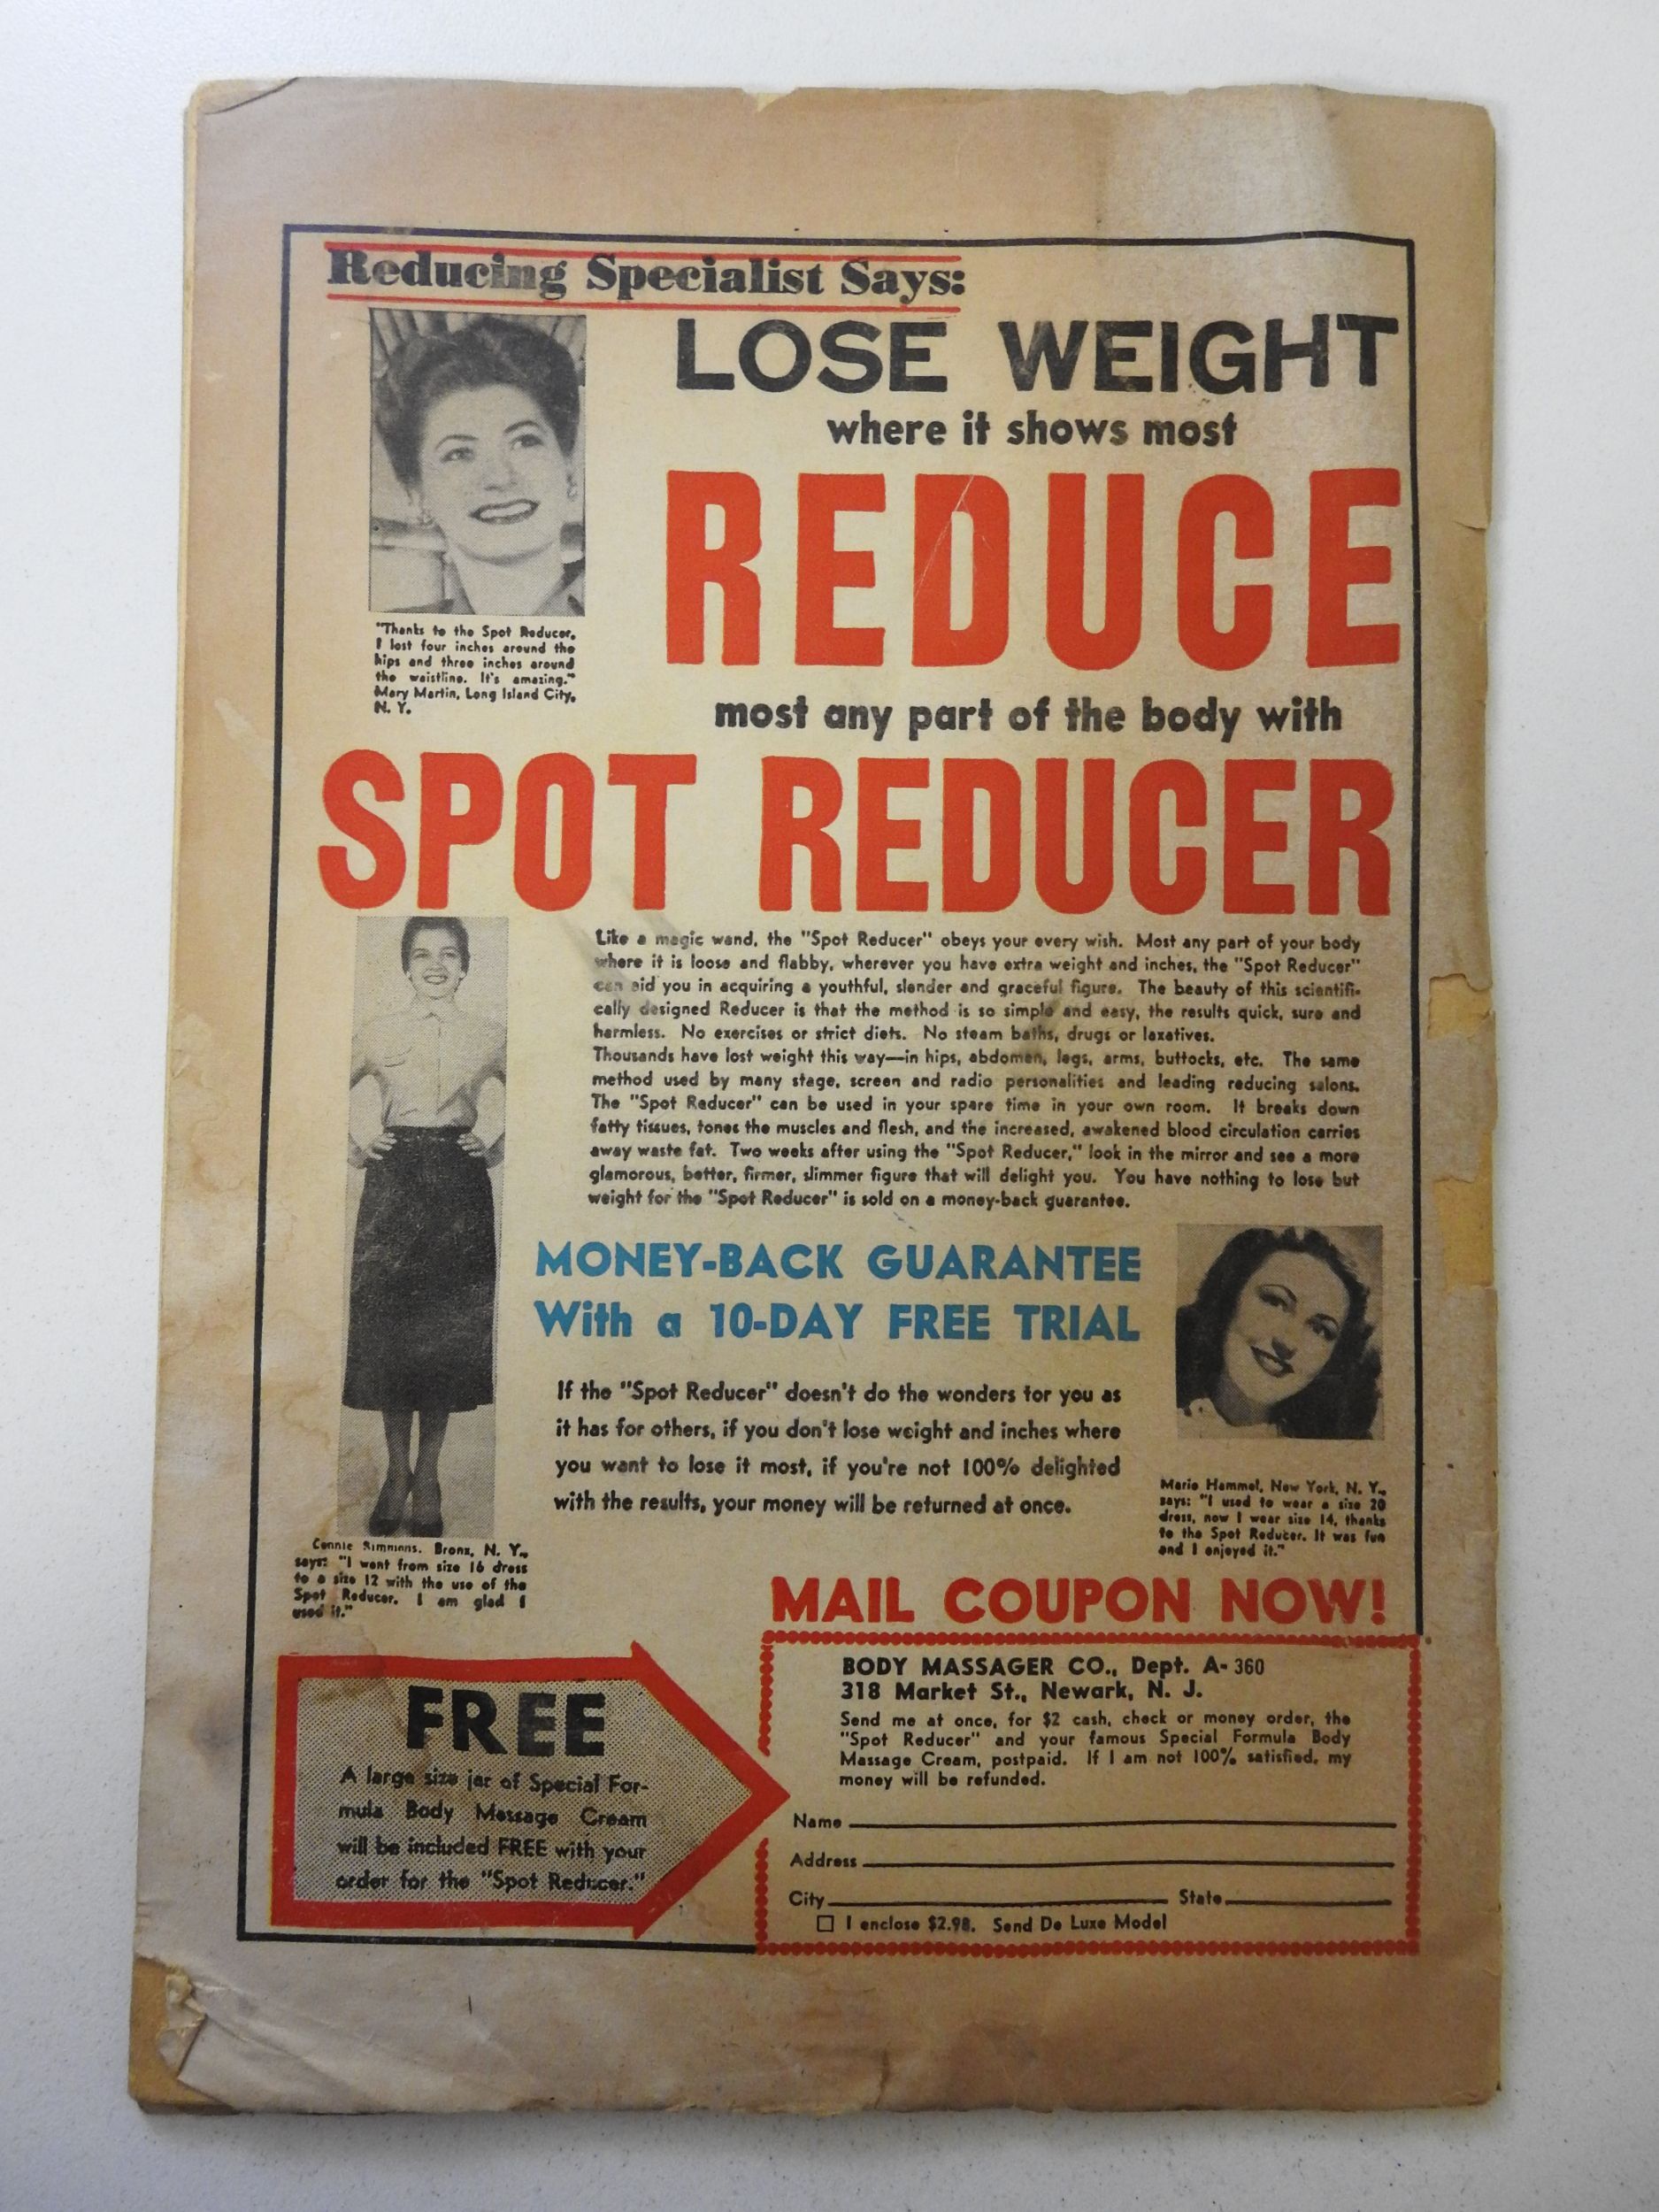 Reducing Specialist Says:
LOSE WEIGHT
where it shows most
REDUCE
"Thanks to the Spot Reducer,
I lost four inches around the
hips and three inches around
the waistline. It's amazing."
Mary Martin, Long Island City,
N. Y.
most any part of the body with
SPOT REDUCER
Like a magic wand, the "Spot Reducer" obeys your every wish. Most any part of your body
where it is loose and flabby, wherever you have extra weight and inches, the "Spot Reducer"
can aid you in acquiring a youthful, slender and graceful figure. The beauty of this scientifi-
cally designed Reducer is that the method is so simple and easy, the results quick, sure and
harmless. No exercises or strict diets. No steam baths, drugs or laxatives.
Thousands have lost weight this way—in hips, abdomen, legs, arms, buttocks, etc. The same
method used by many stage, screen and radio personalities and leading reducing salons.
The "Spot Reducer" can be used in your spare time in your own room. It breaks down
fatty tissues, tones the muscles and flesh, and the increased, awakened blood circulation carries
away waste fat. Two weeks after using the "Spot Reducer," look in the mirror and see a more
glamorous, better, firmer, slimmer figure that will delight you. You have nothing to lose but
weight for the "Spot Reducer" is sold on a money-back guarantee.
MONEY-BACK GUARANTEE
With a 10-DAY FREE TRIAL
If the "Spot Reducer" doesn't do the wonders for you as
it has for others, if you don't lose weight and inches where
you want to lose it most, if you're not 100% delighted
with the results, your money will be returned at once.
Marie Hammel, New York, N. Y.,
says: "I used to wear a size 20
dress, now I wear size 14, thanks
to the Spot Reducer. It was fun
and I enjoyed it."
Connie Simmons, Bronx, N. Y.,
says: "I went from size 16 dress
to a size 12 with the use of the
Spot Reducer. I am glad I
used it."
MAIL COUPON NOW!
FREE
A large size jar of Special For-
mula Body Massage Cream
will be included FREE with your
order for the "Spot Reducer."
BODY MASSAGER CO., Dept. A-360
318 Market St., Newark, N. J.
Send me at once, for $2 cash, check or money order, the
"Spot Reducer" and your famous Special Formula Body
Massage Cream, postpaid. If I am not 100% satisfied, my
money will be refunded.
Name
Address
City State
I enclose $2.98. Send De Luxe Model